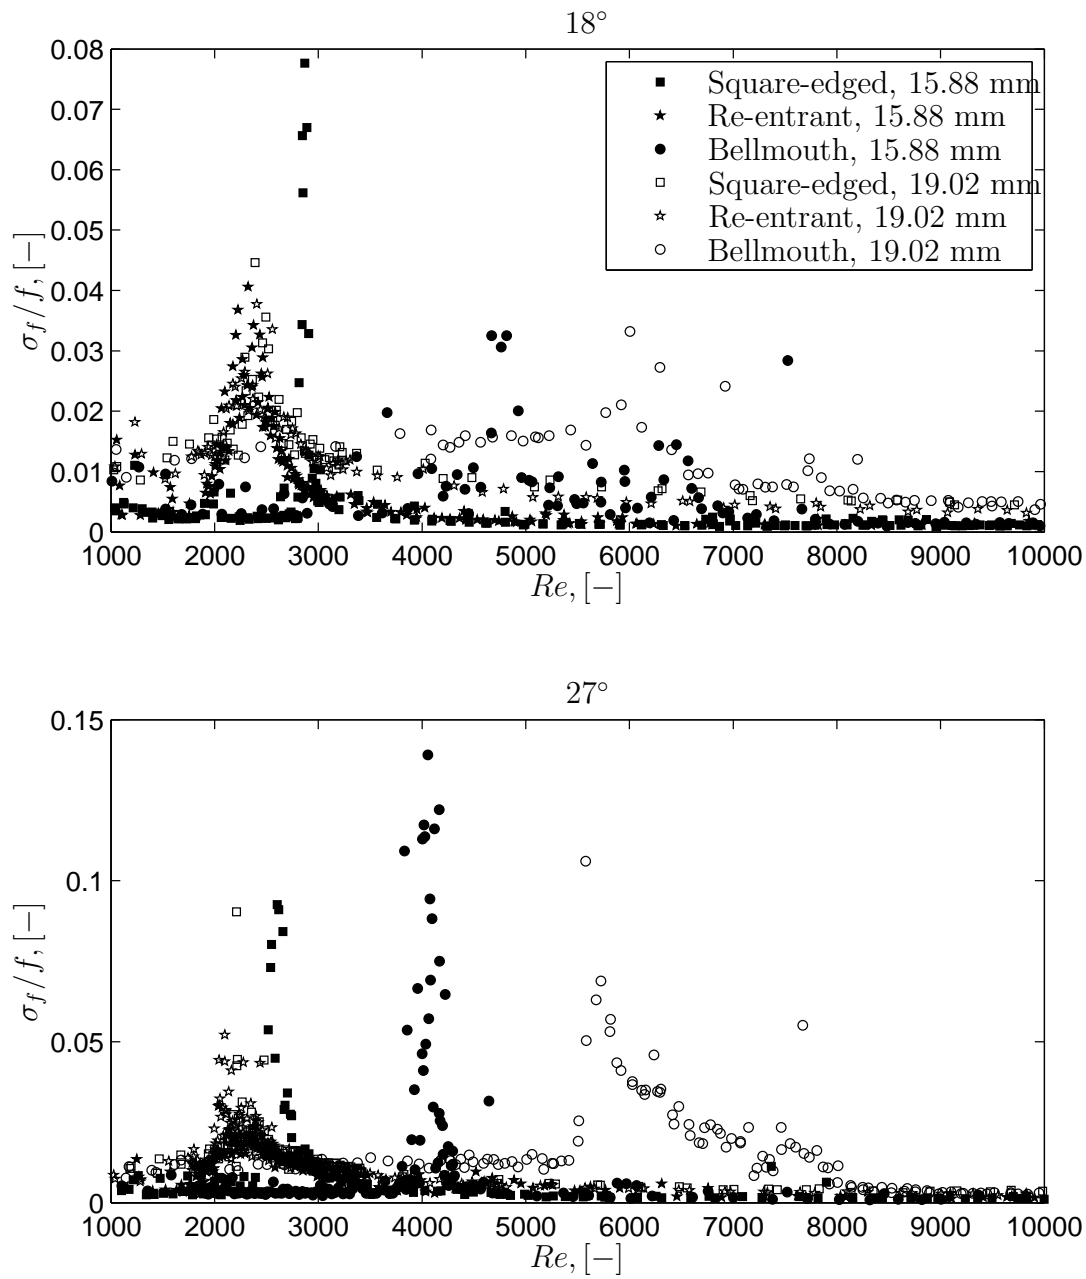 18°
0.08
0.07
0.06
0.05
0.04
0.03
0.02
0.01
0
σf/f, [−]
Square-edged, 15.88 mm
Re-entrant, 15.88 mm
Bellmouth, 15.88 mm
Square-edged, 19.02 mm
Re-entrant, 19.02 mm
Bellmouth, 19.02 mm
1000 2000 3000 4000 5000 6000 7000 8000 9000 10000
Re, [−]
27°
0.15
0.1
0.05
0
σf/f, [−]
1000 2000 3000 4000 5000 6000 7000 8000 9000 10000
Re, [−]